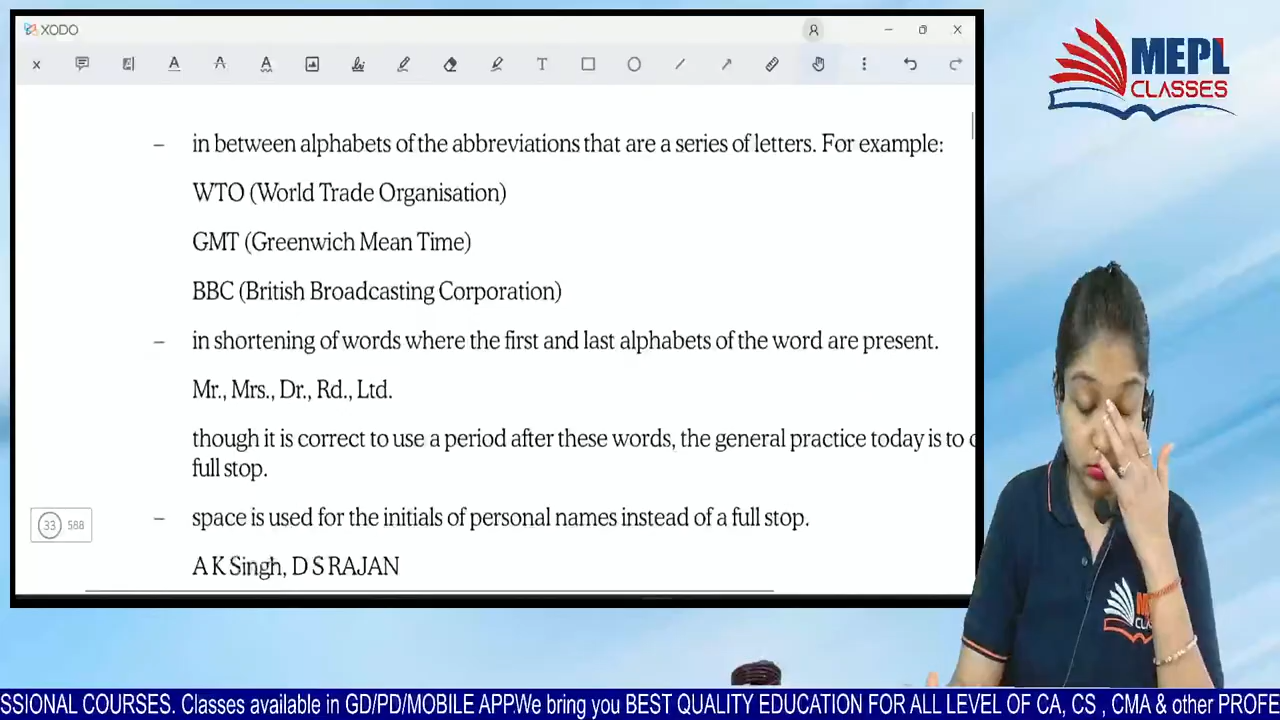 XODO
MEPL
CLASSES
– in between alphabets of the abbreviations that are a series of letters. For example:
WTO (World Trade Organisation)
GMT (Greenwich Mean Time)
BBC (British Broadcasting Corporation)
– in shortening of words where the first and last alphabets of the word are present.
Mr., Mrs., Dr., Rd., Ltd.
though it is correct to use a period after these words, the general practice today is to
full stop.
33 588
– space is used for the initials of personal names instead of a full stop.
A K Singh, D S RAJAN
SSIONAL COURSES. Classes available in GD/PD/MOBILE APP.We bring you BEST QUALITY EDUCATION FOR ALL LEVEL OF CA, CS , CMA & other PROFE